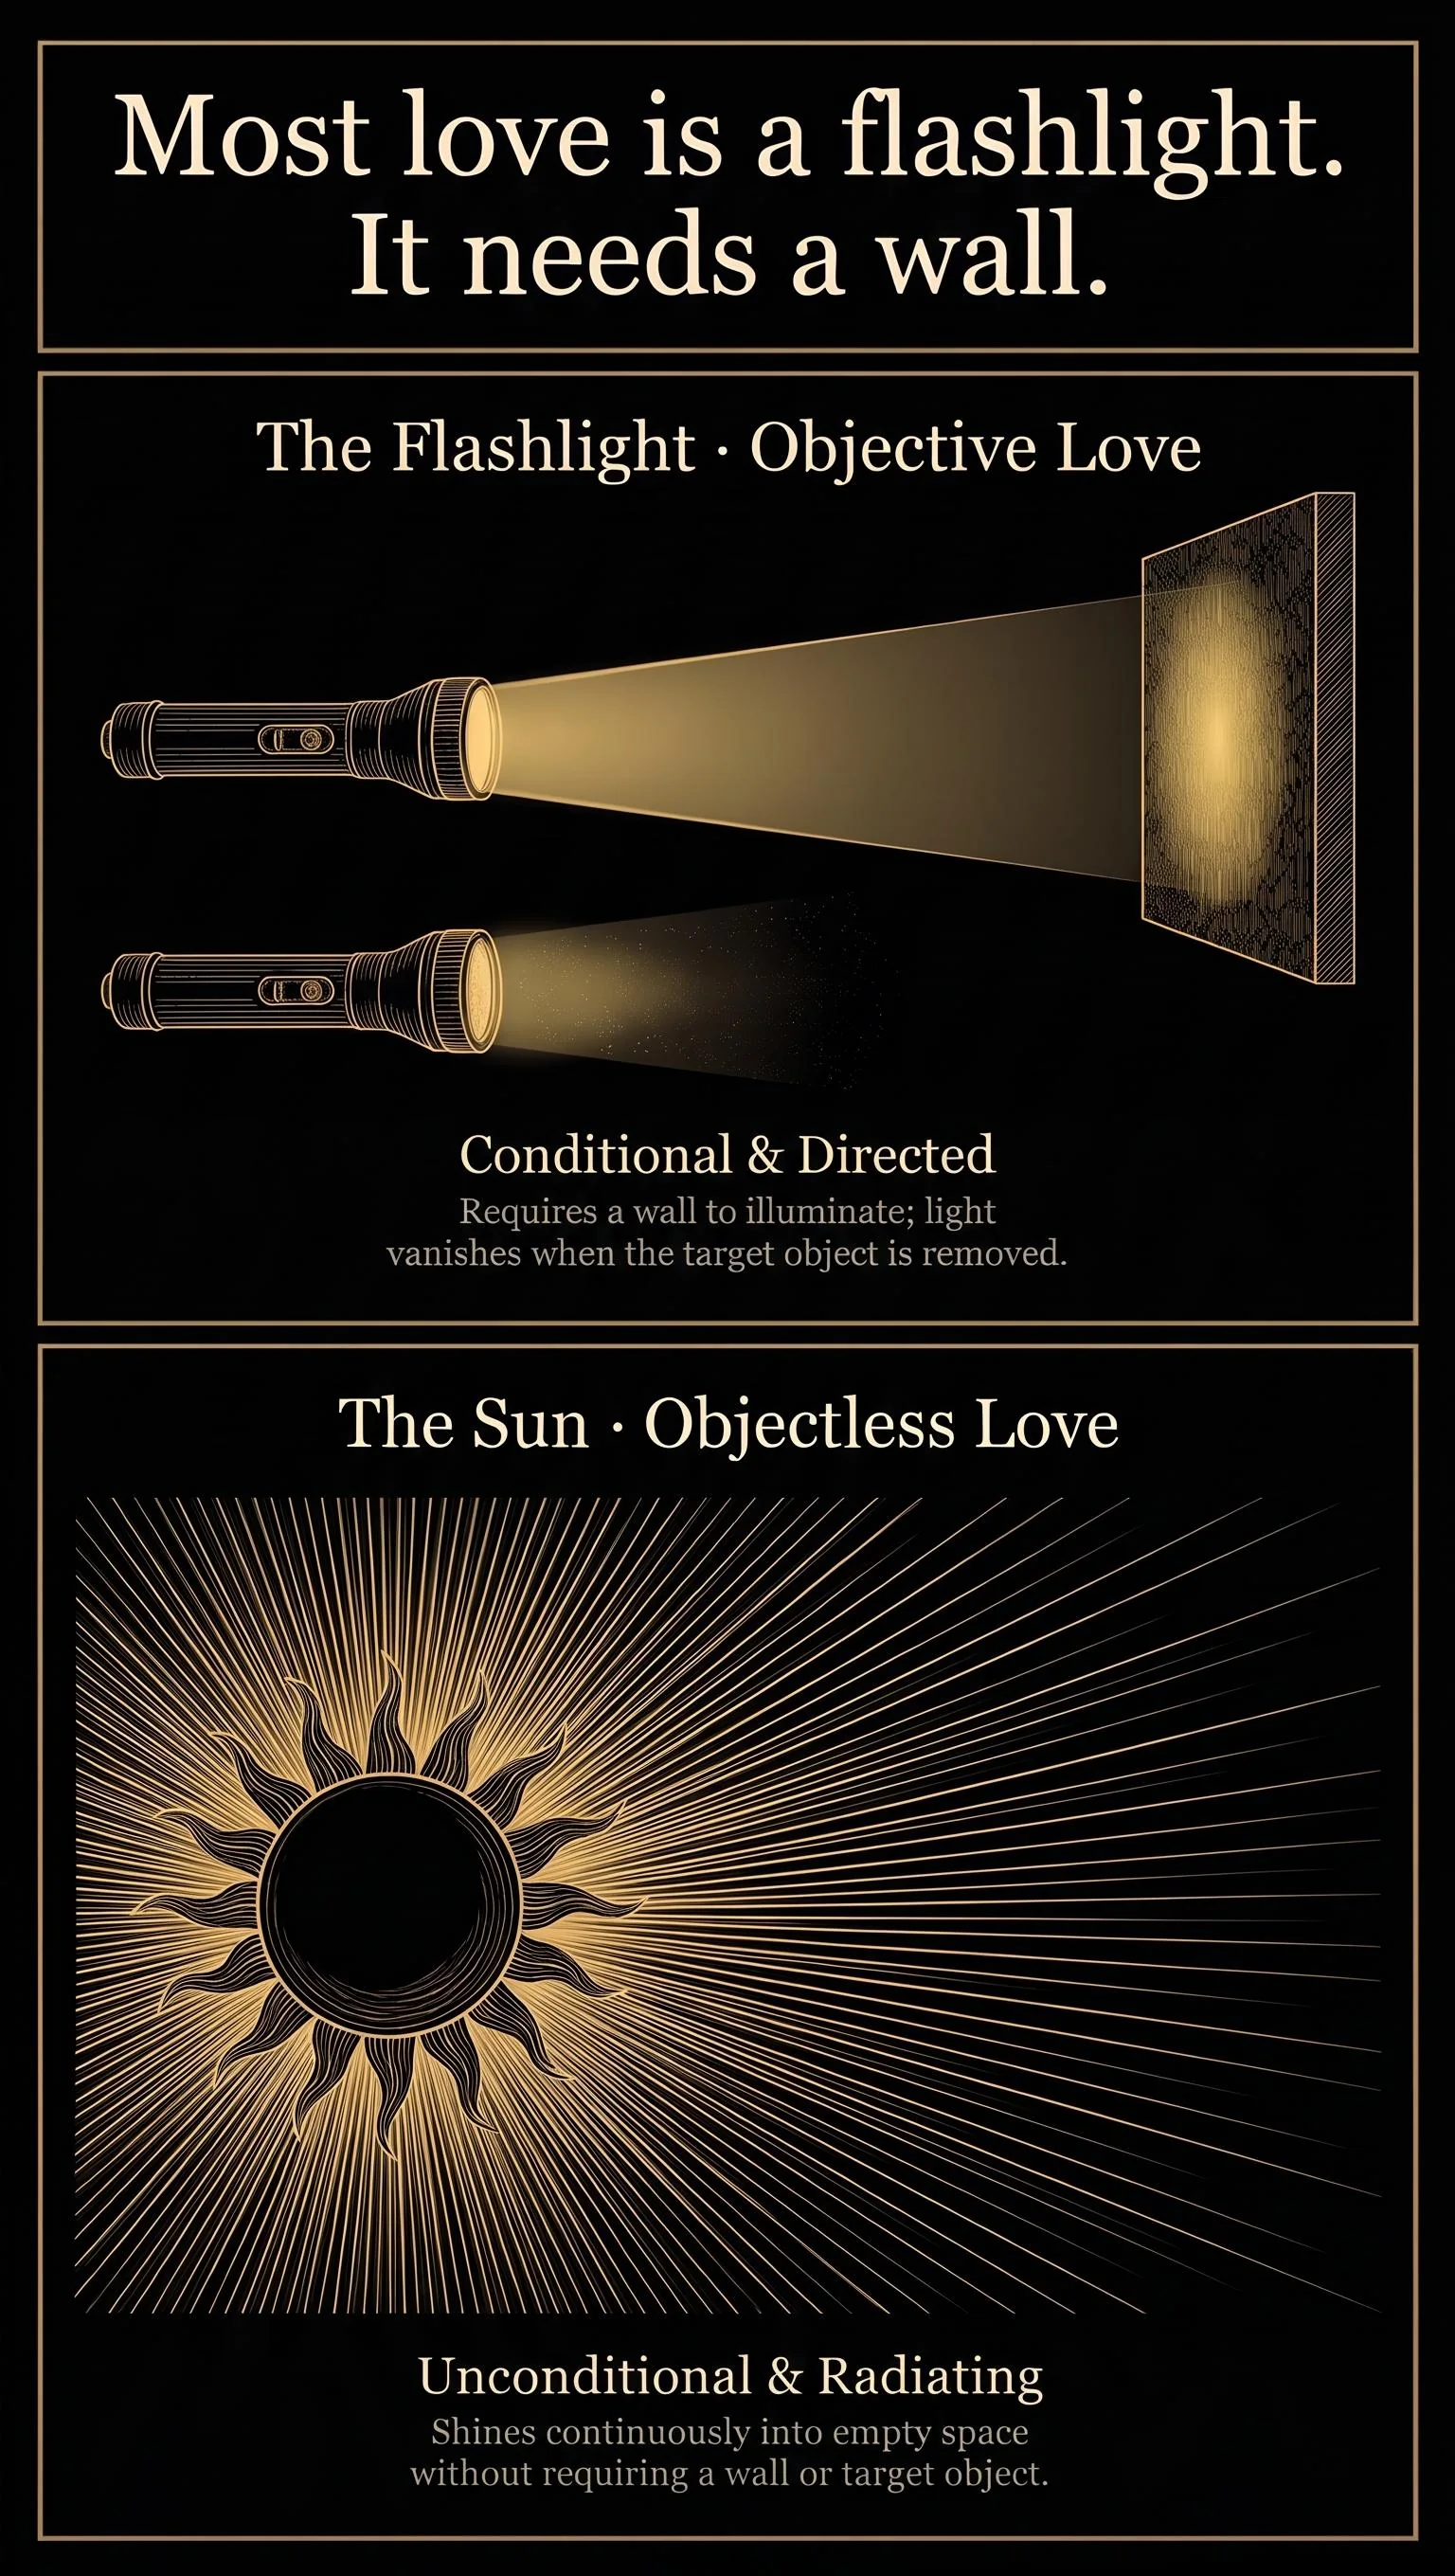 Most love is a flashlight.
It needs a wall.
The Flashlight · Objective Love
Conditional & Directed
Requires a wall to illuminate; light
vanishes when the target object is removed.
The Sun · Objectless Love
Unconditional & Radiating
Shines continuously into empty space
without requiring a wall or target object.